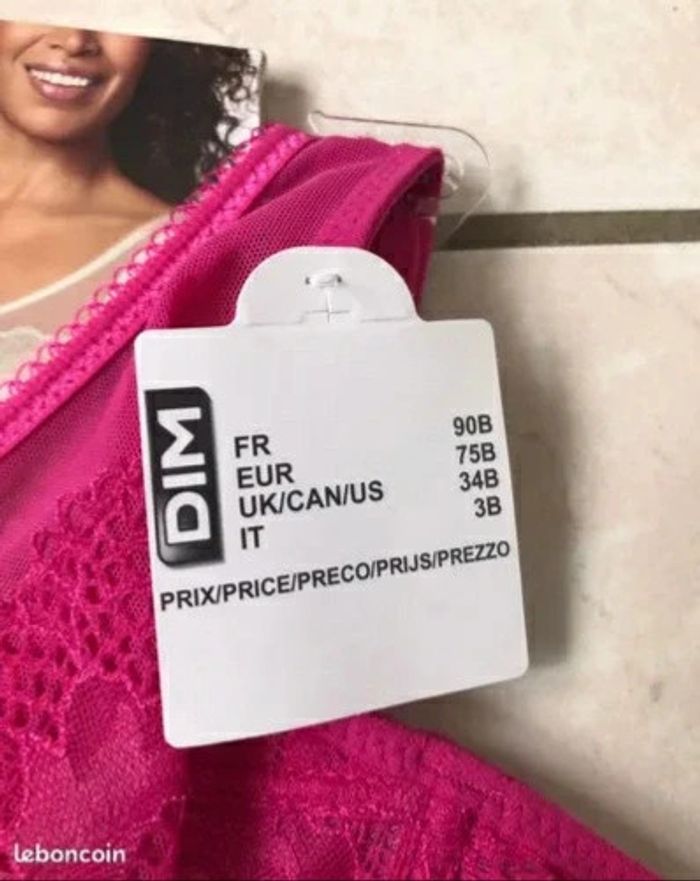 DIM
FR 90B
EUR 75B
UK/CAN/US 34B
IT 3B
PRIX/PRICE/PRECO/PRIJS/PREZZO
leboncoin